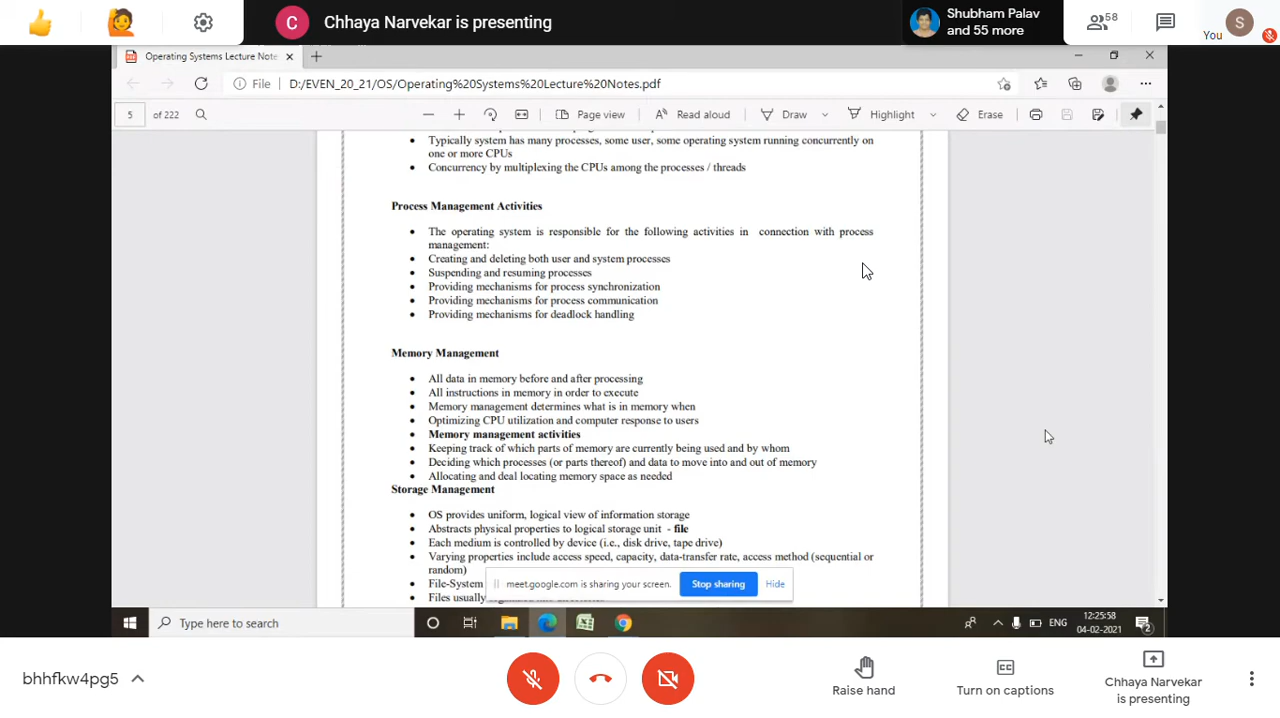 C
Chhaya Narvekar is presenting
Shubham Palav
and 55 more
58
You
S
Operating Systems Lecture Note
File
D:/EVEN_20_21/OS/Operating%20Systems%20Lecture%20Notes.pdf
5
of 222
Page view
Read aloud
Draw
Highlight
Erase
• Typically system has many processes, some user, some operating system running concurrently on
one or more CPUs
• Concurrency by multiplexing the CPUs among the processes / threads
Process Management Activities
• The operating system is responsible for the following activities in connection with process
management:
• Creating and deleting both user and system processes
• Suspending and resuming processes
• Providing mechanisms for process synchronization
• Providing mechanisms for process communication
• Providing mechanisms for deadlock handling
Memory Management
• All data in memory before and after processing
• All instructions in memory in order to execute
• Memory management determines what is in memory when
• Optimizing CPU utilization and computer response to users
• Memory management activities
• Keeping track of which parts of memory are currently being used and by whom
• Deciding which processes (or parts thereof) and data to move into and out of memory
• Allocating and deal locating memory space as needed
Storage Management
• OS provides uniform, logical view of information storage
• Abstracts physical properties to logical storage unit - file
• Each medium is controlled by device (i.e., disk drive, tape drive)
• Varying properties include access speed, capacity, data-transfer rate, access method (sequential or
random)
• File-System
• Files usually
meet.google.com is sharing your screen.
Stop sharing
Hide
Type here to search
ENG
12:25:58
04-02-2021
2
bhhfkw4pg5
Raise hand
Turn on captions
Chhaya Narvekar
is presenting